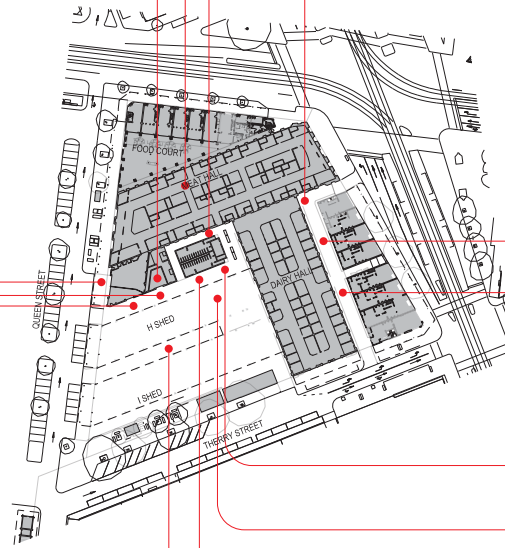 FOOD COURT
MEAT HALL
QUEEN STREET
DAIRY HALL
H SHED
I SHED
THERRY STREET